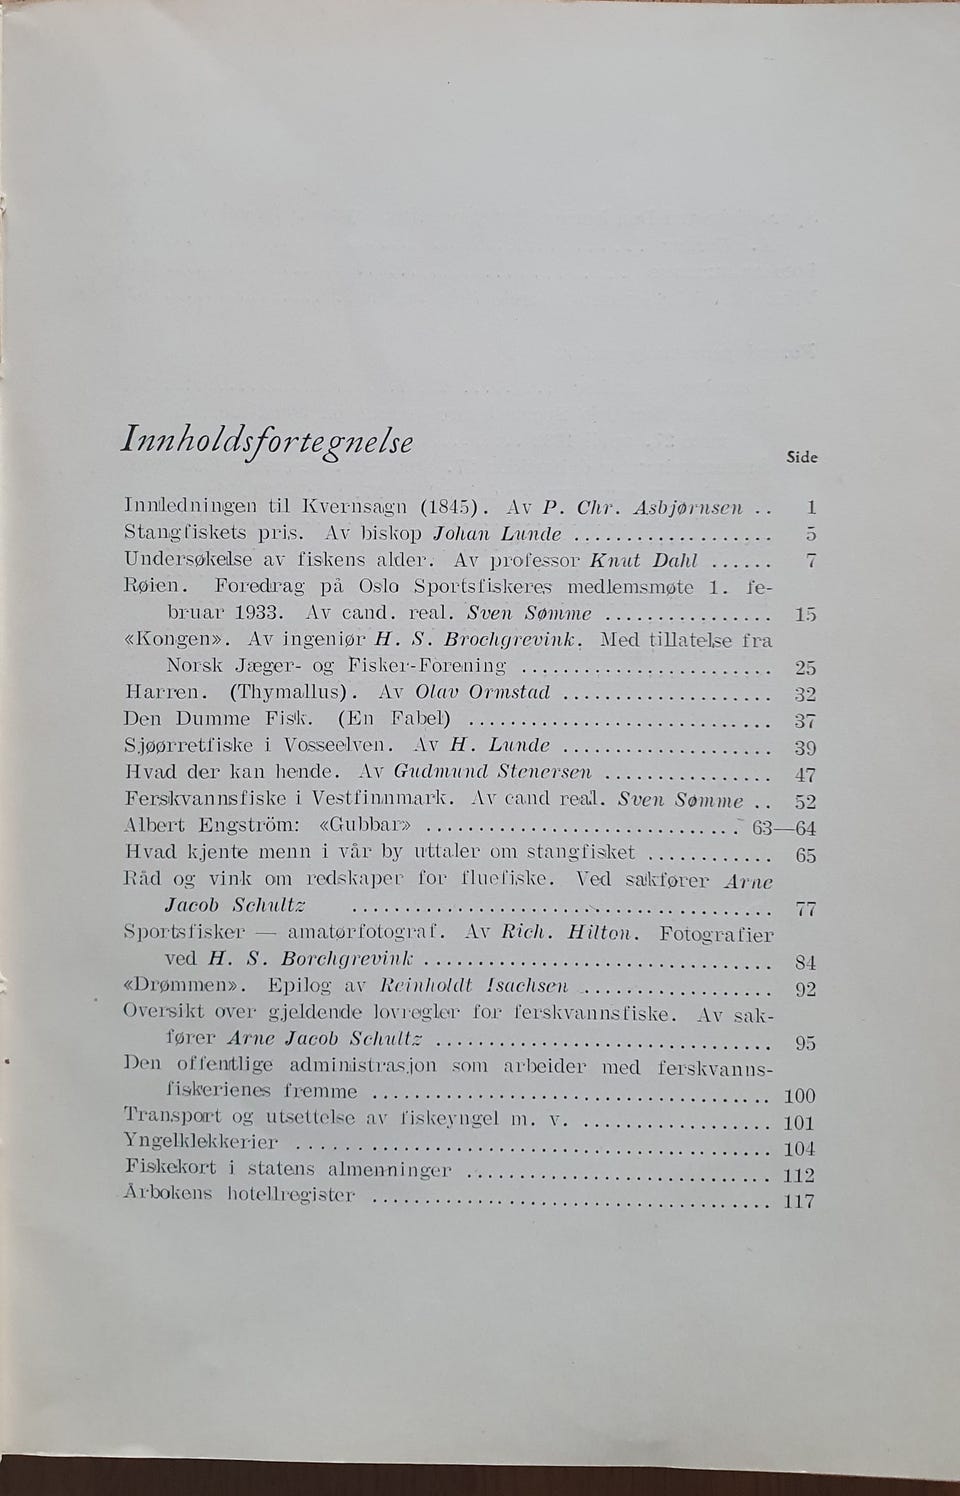 Innholdsfortegnelse
Side
Innledningen til Kvernsagn (1845). Av P. Chr. Asbjørnsen .. 1
Stangfiskets pris. Av biskop Johan Lunde ................... 5
Undersøkelse av fiskens alder. Av professor Knut Dahl ...... 7
Røien. Foredrag på Oslo Sportsfiskeres medlemsmøte 1. fe-
bruar 1933. Av cand. real. Sven Sømme ................ 15
«Kongen». Av ingeniør H. S. Brochgrevink. Med tillatelse fra
Norsk Jæger- og Fisker-Forening ........................ 25
Harren. (Thymallus). Av Olav Ormstad .................... 32
Den Dumme Fisk. (En Fabel) ............................. 37
Sjøørretfiske i Vosseelven. Av H. Lunde .................... 39
Hvad der kan hende. Av Gudmund Stenersen ................ 47
Ferskvannsfiske i Vestfinnmark. Av cand real. Sven Sømme .. 52
Albert Engström: «Gubbar» .............................. 63—64
Hvad kjente menn i vår by uttaler om stangfisket ............ 65
Råd og vink om redskaper for fluefiske. Ved sakfører Arne
Jacob Schultz ........................................ 77
Sportsfisker — amatørfotograf. Av Rich. Hilton. Fotografier
ved H. S. Borchgrevink .................................. 84
«Drømmen». Epilog av Reinholdt Isachsen .................. 92
Oversikt over gjeldende lovregler for ferskvannsfiske. Av sak-
fører Arne Jacob Schultz ................................ 95
Den offentlige administrasjon som arbeider med ferskvanns-
fiskerienes fremme ...................................... 100
Transport og utsettelse av fiskeyngel m. v. .................. 101
Yngelklekkerier .............................................. 104
Fiskekort i statens almenninger ............................. 112
Årbokens hotellregister ...................................... 117